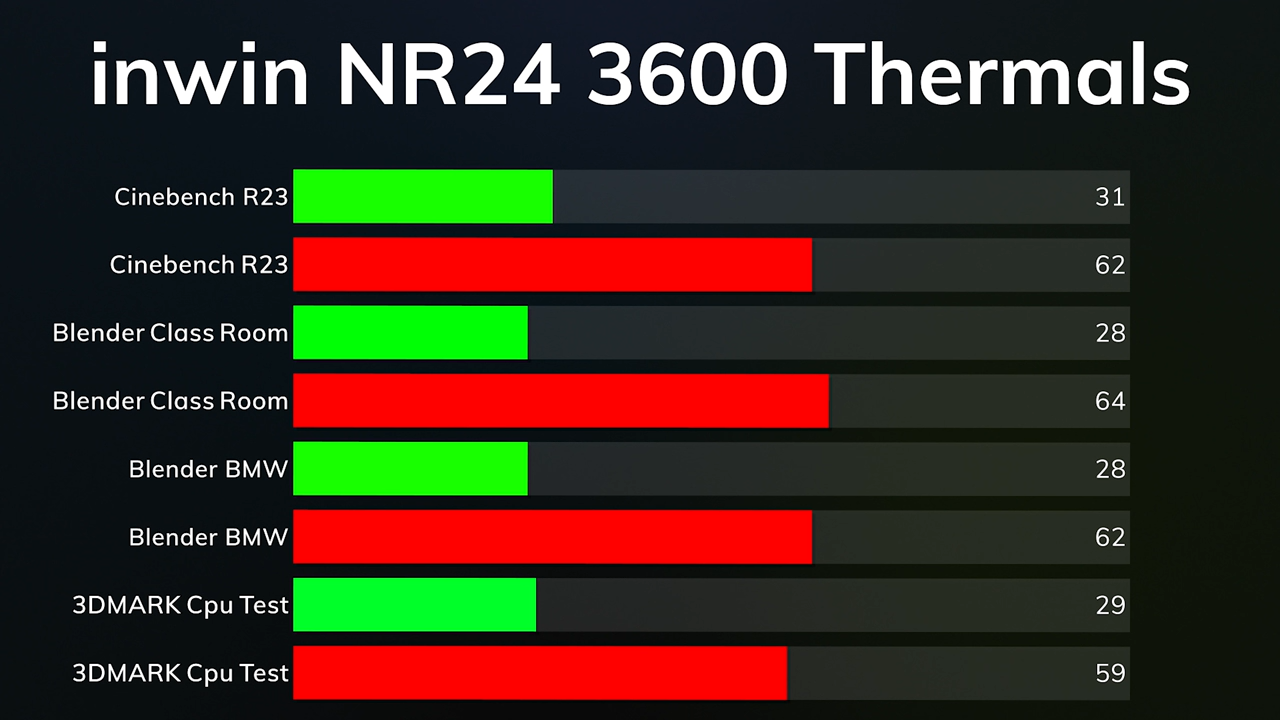 inwin NR24 3600 Thermals
Cinebench R23 31
Cinebench R23 62
Blender Class Room 28
Blender Class Room 64
Blender BMW 28
Blender BMW 62
3DMARK Cpu Test 29
3DMARK Cpu Test 59